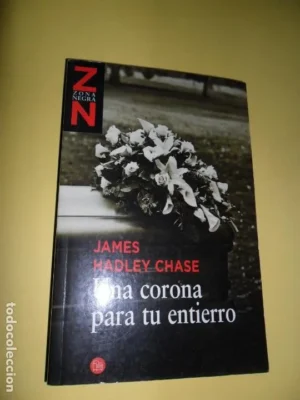 Z
ZONA
NEGRA
N
JAMES
HADLEY CHASE
Una corona
para tu entierro
todocoleccion